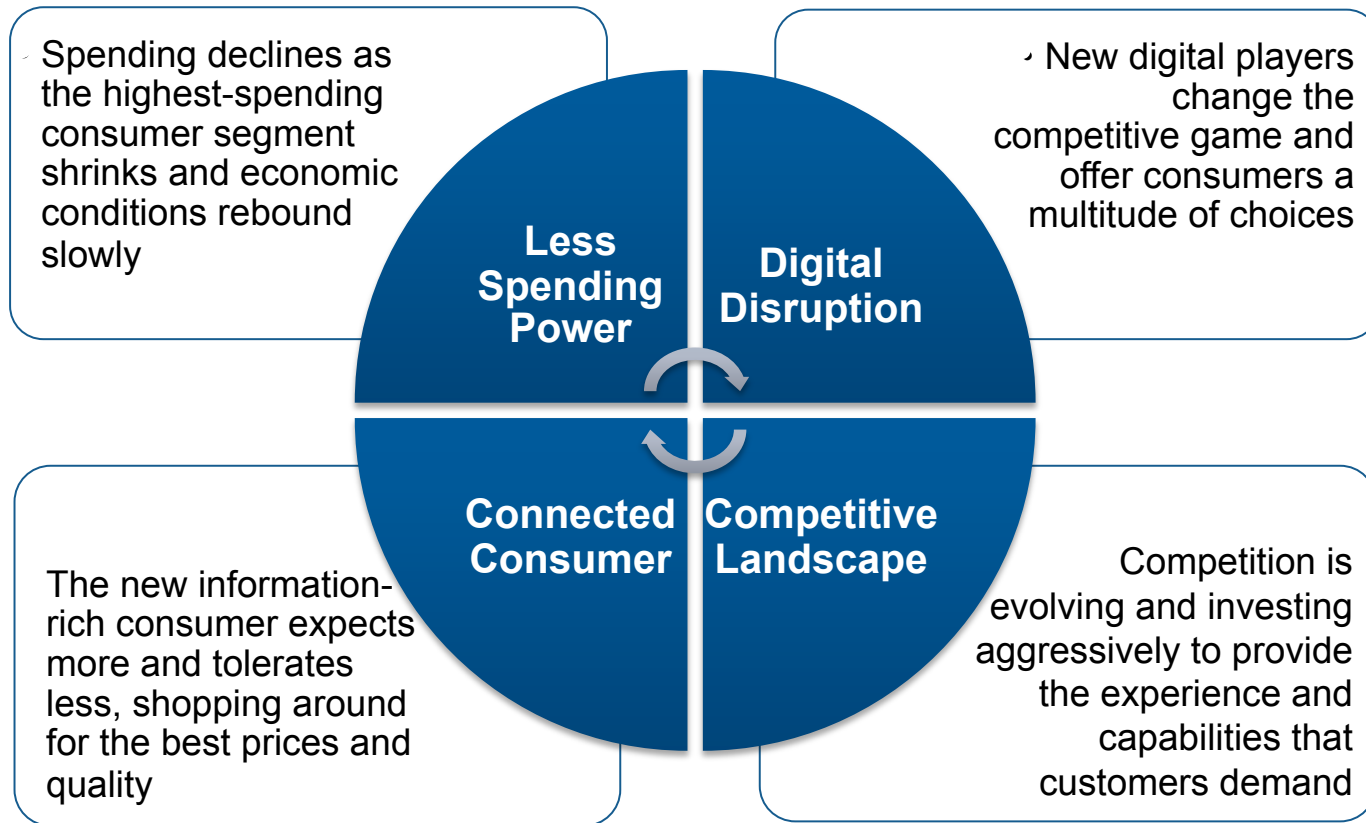 Spending declines as
the highest-spending
consumer segment
shrinks and economic
conditions rebound
slowly
New digital players
change the
competitive game and
offer consumers a
multitude of choices
Less
Spending
Power
Digital
Disruption
Connected
Consumer
Competitive
Landscape
The new information-
rich consumer expects
more and tolerates
less, shopping around
for the best prices and
quality
Competition is
evolving and investing
aggressively to provide
the experience and
capabilities that
customers demand